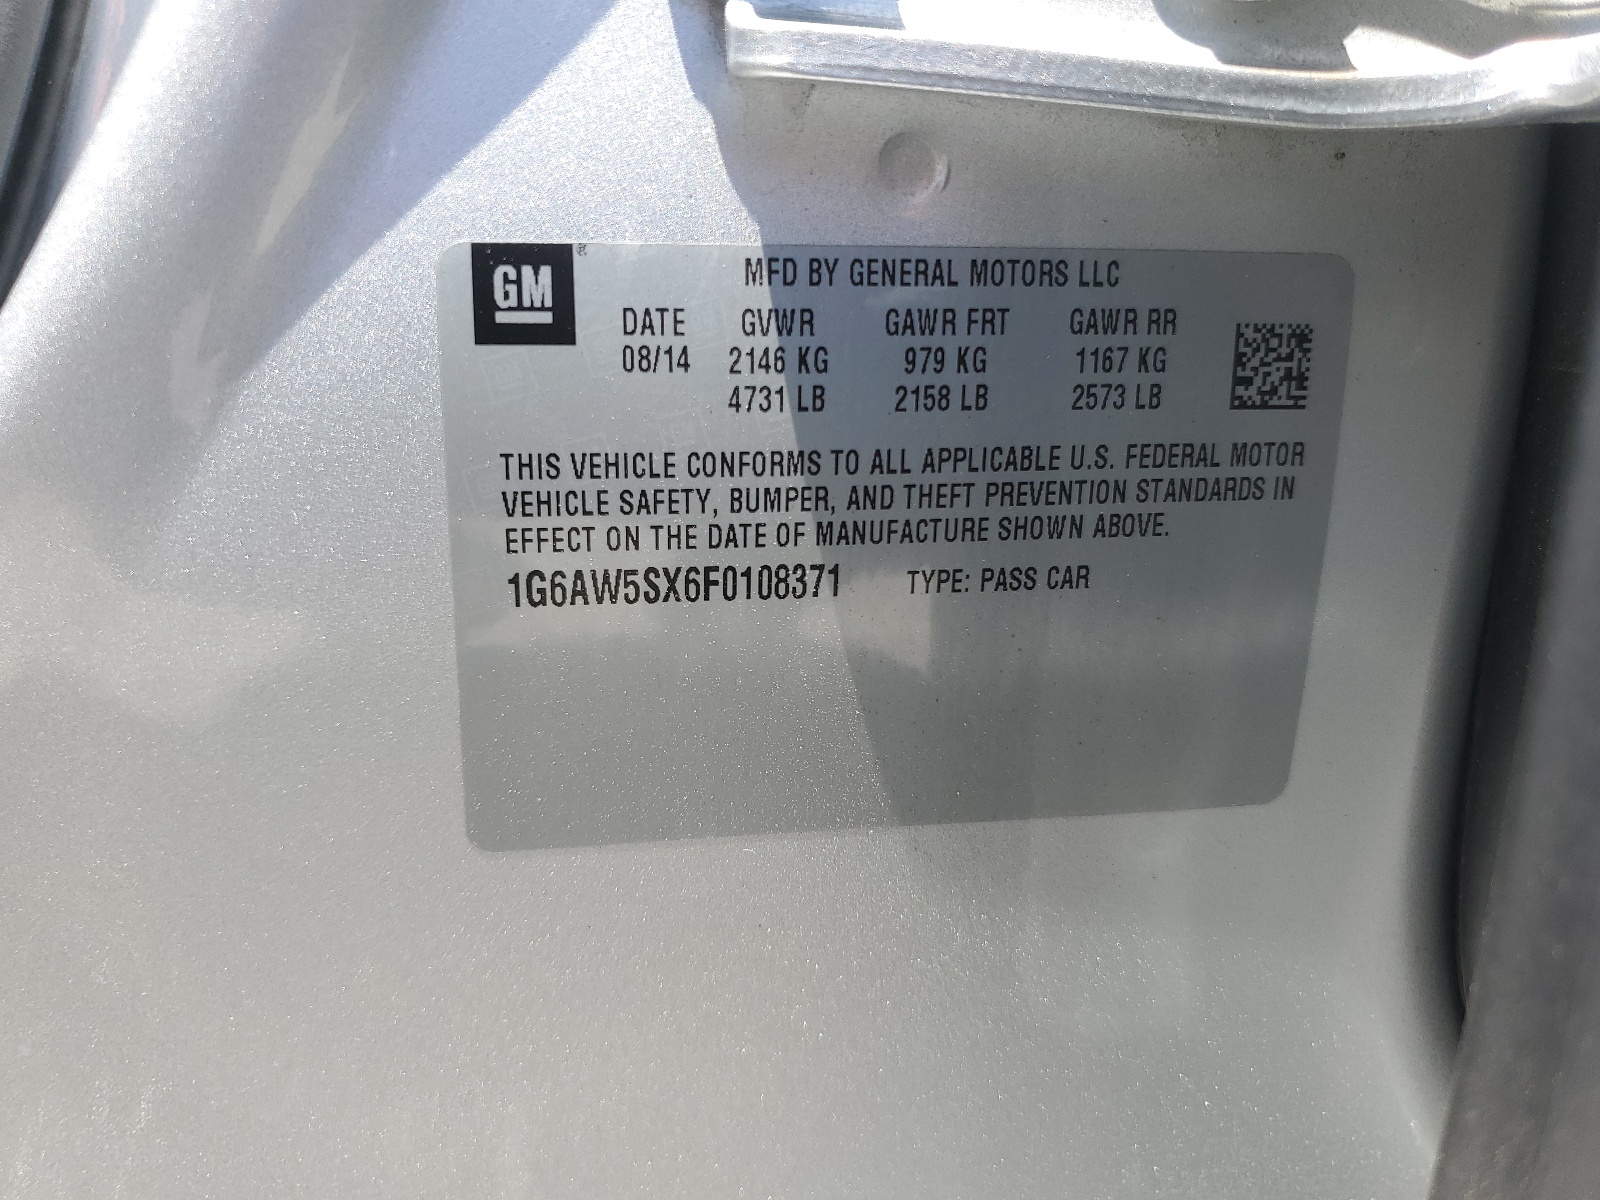 GM®
MFD BY GENERAL MOTORS LLC
DATE GVWR GAWR FRT GAWR RR
08/14 2146 KG 979 KG 1167 KG
4731 LB 2158 LB 2573 LB
THIS VEHICLE CONFORMS TO ALL APPLICABLE U.S. FEDERAL MOTOR
VEHICLE SAFETY, BUMPER, AND THEFT PREVENTION STANDARDS IN
EFFECT ON THE DATE OF MANUFACTURE SHOWN ABOVE.
1G6AW5SX6F0108371 TYPE: PASS CAR